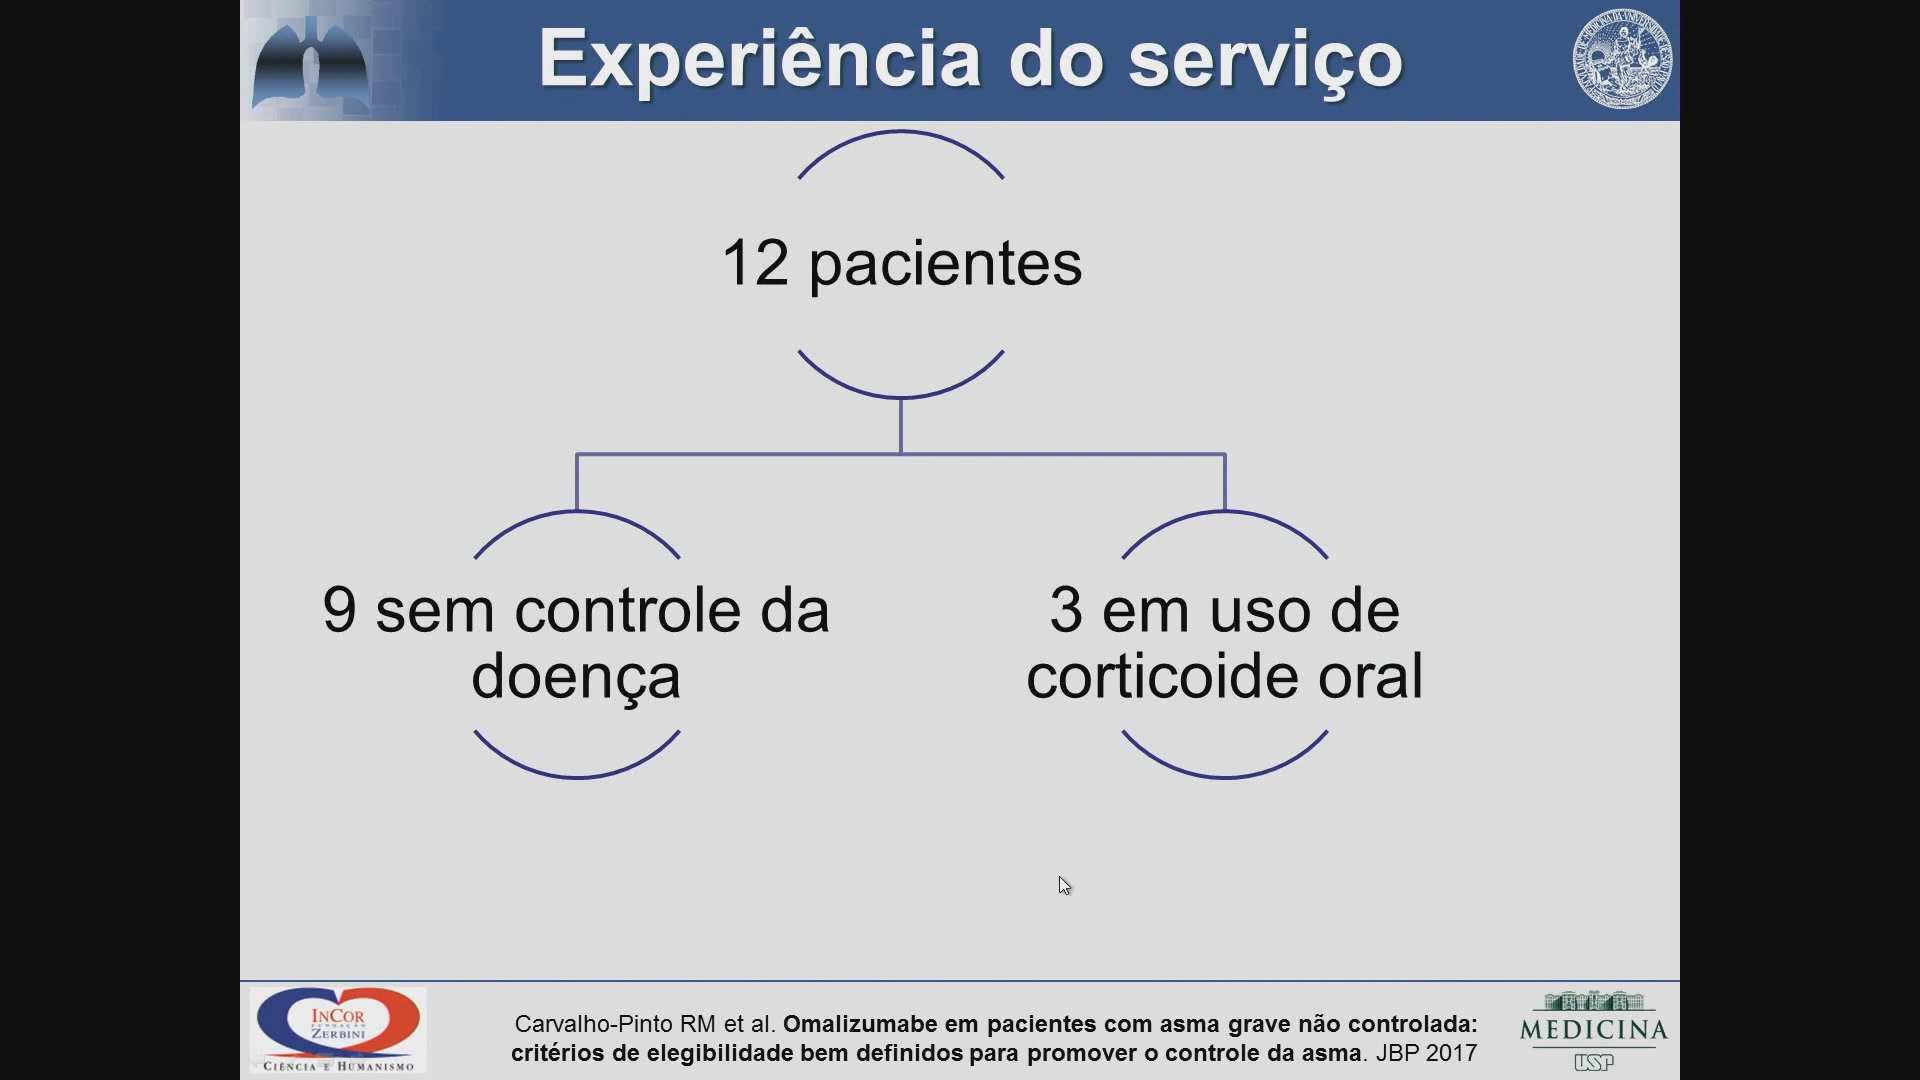 Experiência do serviço
12 pacientes
9 sem controle da
doença
3 em uso de
corticoide oral
INCOR
FUNDAÇÃO
ZERBINI
CIÊNCIA E HUMANISMO
Carvalho-Pinto RM et al. Omalizumabe em pacientes com asma grave não controlada:
critérios de elegibilidade bem definidos para promover o controle da asma. JBP 2017
MEDICINA
USP